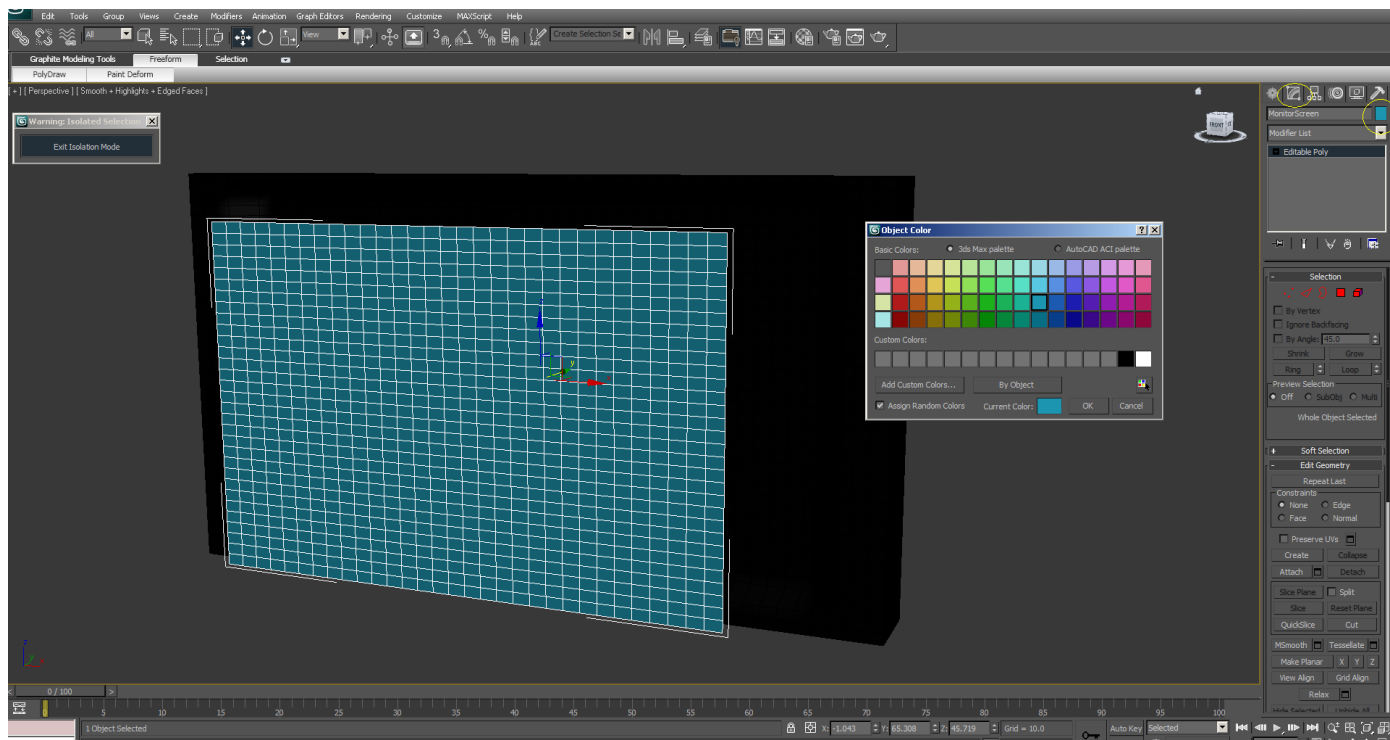 Edit Tools Group Views Create Modifiers Animation Graph Editors Rendering Customize MAXScript Help
All View 3 Create Selection Se
Graphite Modeling Tools Freeform Selection
PolyDraw Paint Deform
[ + ] [ Perspective ] [ Smooth + Highlights + Edged Faces ]
Warning: Isolated Selection
Exit Isolation Mode
FRONT
MonitorScreen
Modifier List
Editable Poly
Object Color
Basic Colors: 3ds Max palette AutoCAD ACI palette
Custom Colors:
Add Custom Colors... By Object
Assign Random Colors Current Color: OK Cancel
Selection
By Vertex
Ignore Backfacing
By Angle: 45.0
Shrink Grow
Ring Loop
Preview Selection
Off SubObj Multi
Whole Object Selected
Soft Selection
Edit Geometry
Repeat Last
Constraints
None Edge
Face Normal
Preserve UVs
Create Collapse
Attach Detach
Slice Plane Split
Slice Reset Plane
QuickSlice Cut
MSmooth Tessellate
Make Planar X Y Z
View Align Grid Align
Relax
Hide Selected Unhide All
0 / 100
0 5 10 15 20 25 30 35 40 45 50 55 60 65 70 75 80 85 90 95 100
1 Object Selected X: -1.043 Y: 65.308 Z: 45.719 Grid = 10.0 Auto Key Selected